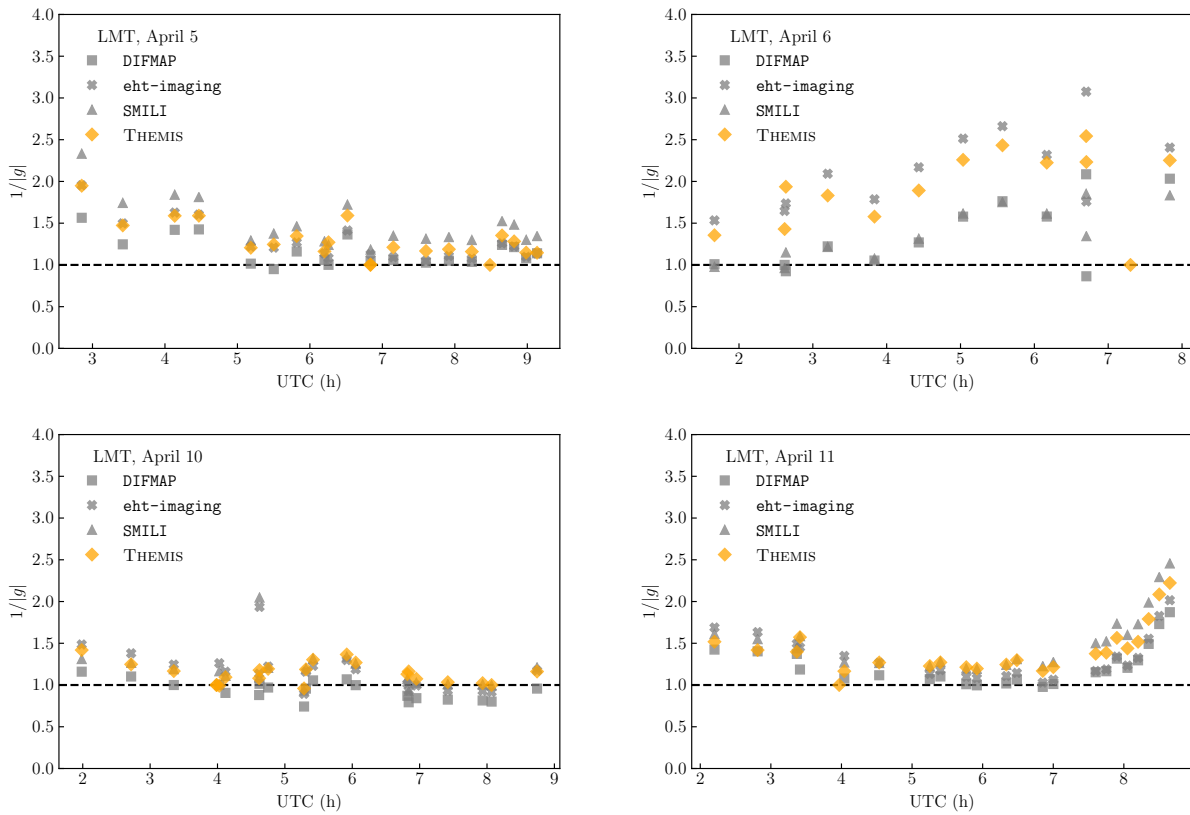 LMT, April 5
DIFMAP
eht-imaging
SMILI
THEMIS
1/|g|
4.0
3.5
3.0
2.5
2.0
1.5
1.0
0.5
0.0
3 4 5 6 7 8 9
UTC (h)
LMT, April 6
DIFMAP
eht-imaging
SMILI
THEMIS
1/|g|
4.0
3.5
3.0
2.5
2.0
1.5
1.0
0.5
0.0
2 3 4 5 6 7 8
UTC (h)
LMT, April 10
DIFMAP
eht-imaging
SMILI
THEMIS
1/|g|
4.0
3.5
3.0
2.5
2.0
1.5
1.0
0.5
0.0
2 3 4 5 6 7 8 9
UTC (h)
LMT, April 11
DIFMAP
eht-imaging
SMILI
THEMIS
1/|g|
4.0
3.5
3.0
2.5
2.0
1.5
1.0
0.5
0.0
2 3 4 5 6 7 8
UTC (h)